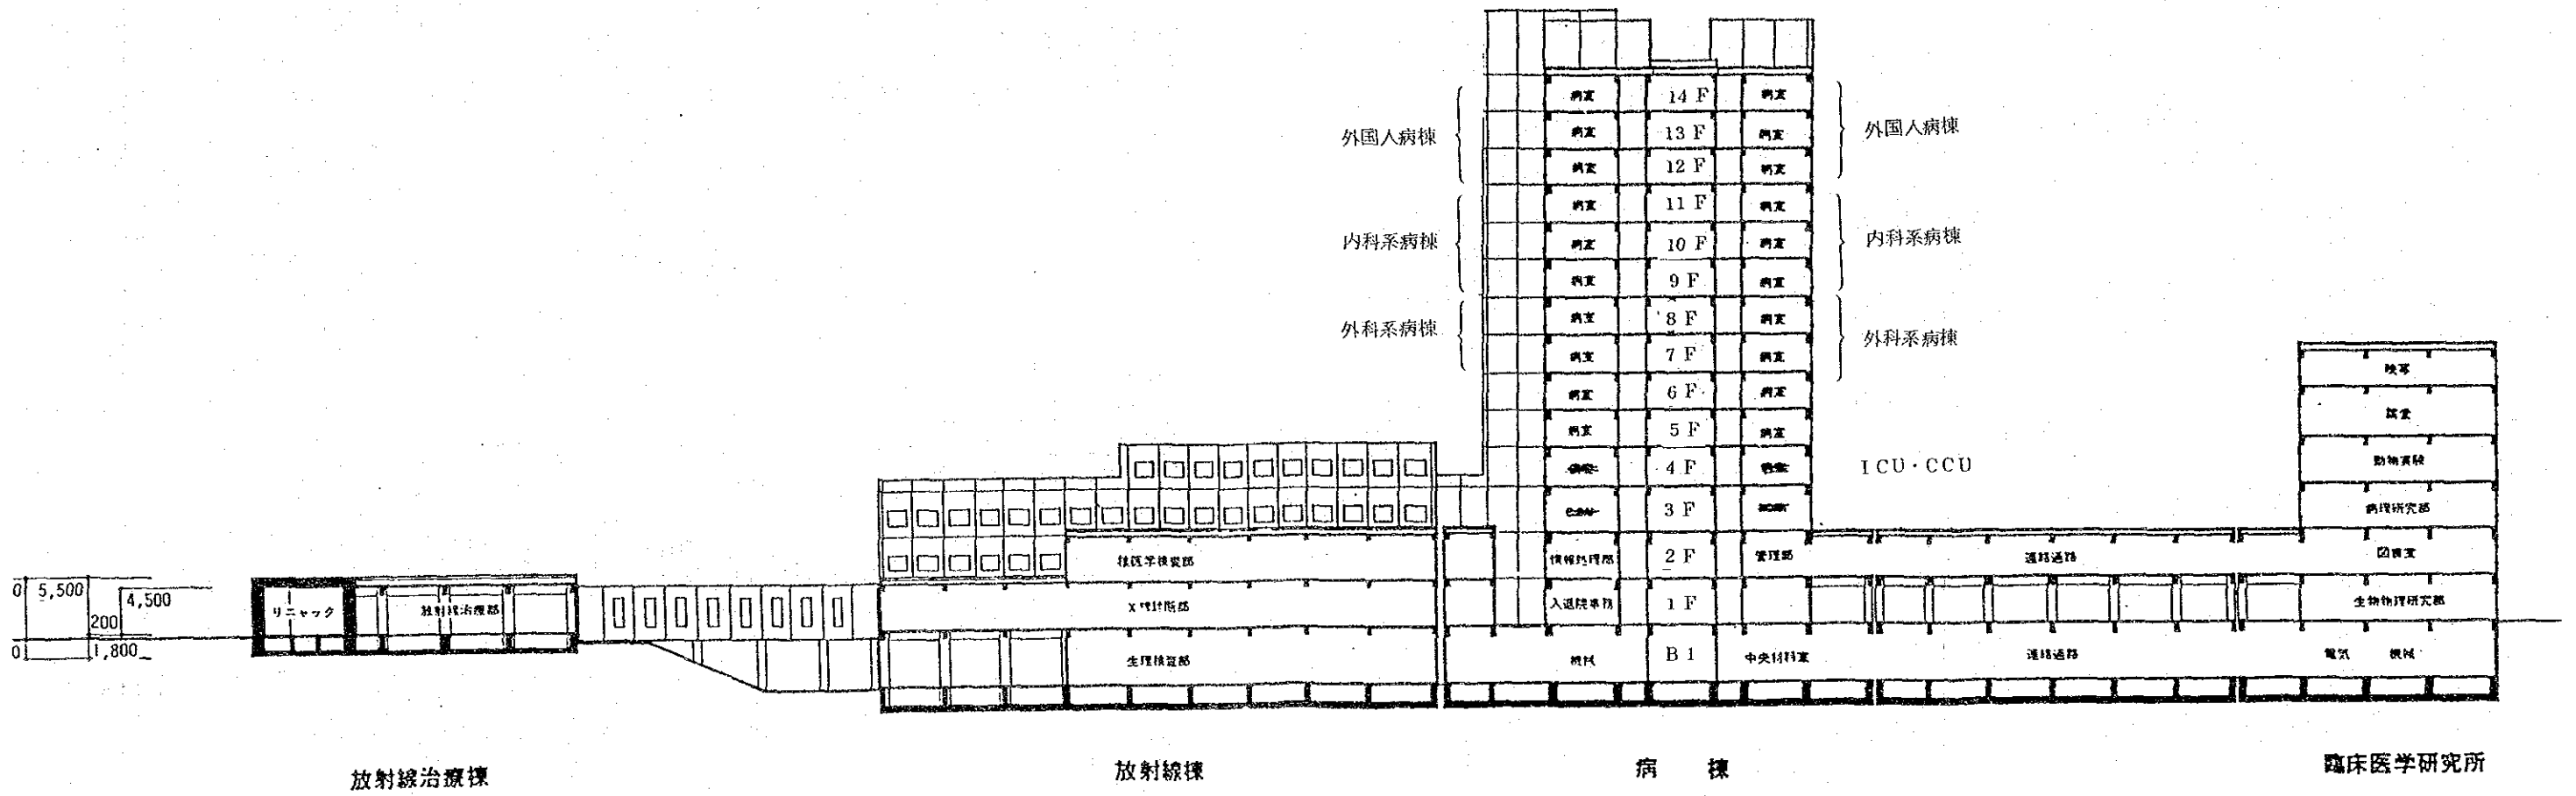 病室 14 F 病室
外国人病棟 病室 13 F 病室 外国人病棟
病室 12 F 病室
病室 11 F 病室
内科系病棟 病室 10 F 病室 内科系病棟
病室 9 F 病室
外科系病棟 病室 8 F 病室 外科系病棟
病室 7 F 病室
病室 6 F 病室
映写
病室 5 F 病室
4 F ICU・CCU 動物実験
3 F 病理研究部
核医学検査部 情報処理部 2 F 管理部 連絡通路 図書室
0 5,500 4,500 200
リニャック 放射線治療部 X線診断部 入退院事務 1 F 生物物理研究部
0 1,800
生理検査部 機械 B 1 中央材料室 連絡通路 電気 機械
放射線治療棟 放射線棟 病棟 臨床医学研究所